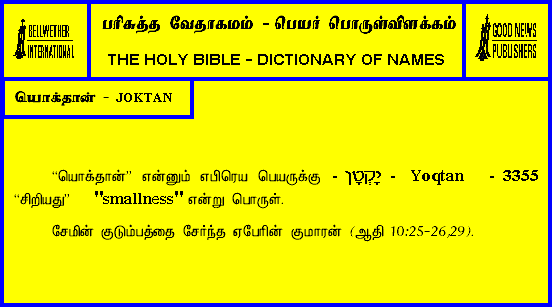 BELLWETHER
INTERNATIONAL
பரிசுத்த வேதாகமம் - பெயர் பொருள்விளக்கம்
THE HOLY BIBLE - DICTIONARY OF NAMES
GOOD NEWS
PUBLISHERS
யொக்தான் - JOKTAN
“யொக்தான்” என்னும் எபிரெய பெயருக்கு - יָקְטָן - Yoqtan - 3355
“சிறியது” "smallness" என்று பொருள்.
சேமின் குடும்பத்தை சேர்ந்த ஏபேரின் குமாரன் (ஆதி 10:25-26,29).